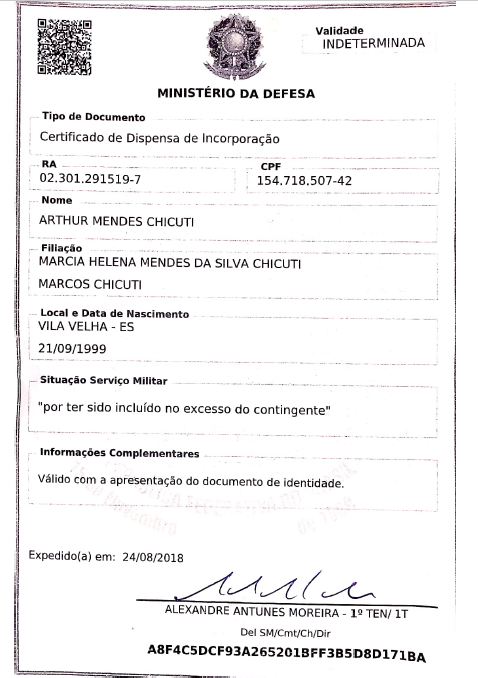 Validade
INDETERMINADA
MINISTÉRIO DA DEFESA
Tipo de Documento
Certificado de Dispensa de Incorporação
RA
02.301.291519-7
CPF
154.718.507-42
Nome
ARTHUR MENDES CHICUTI
Filiação
MARCIA HELENA MENDES DA SILVA CHICUTI
MARCOS CHICUTI
Local e Data de Nascimento
VILA VELHA - ES
21/09/1999
Situação Serviço Militar
"por ter sido incluído no excesso do contingente"
Informações Complementares
Válido com a apresentação do documento de identidade.
Expedido(a) em: 24/08/2018
ALEXANDRE ANTUNES MOREIRA - 1º TEN/ 1T
Del SM/Cmt/Ch/Dir
A8F4C5DCF93A265201BFF3B5D8D171BA